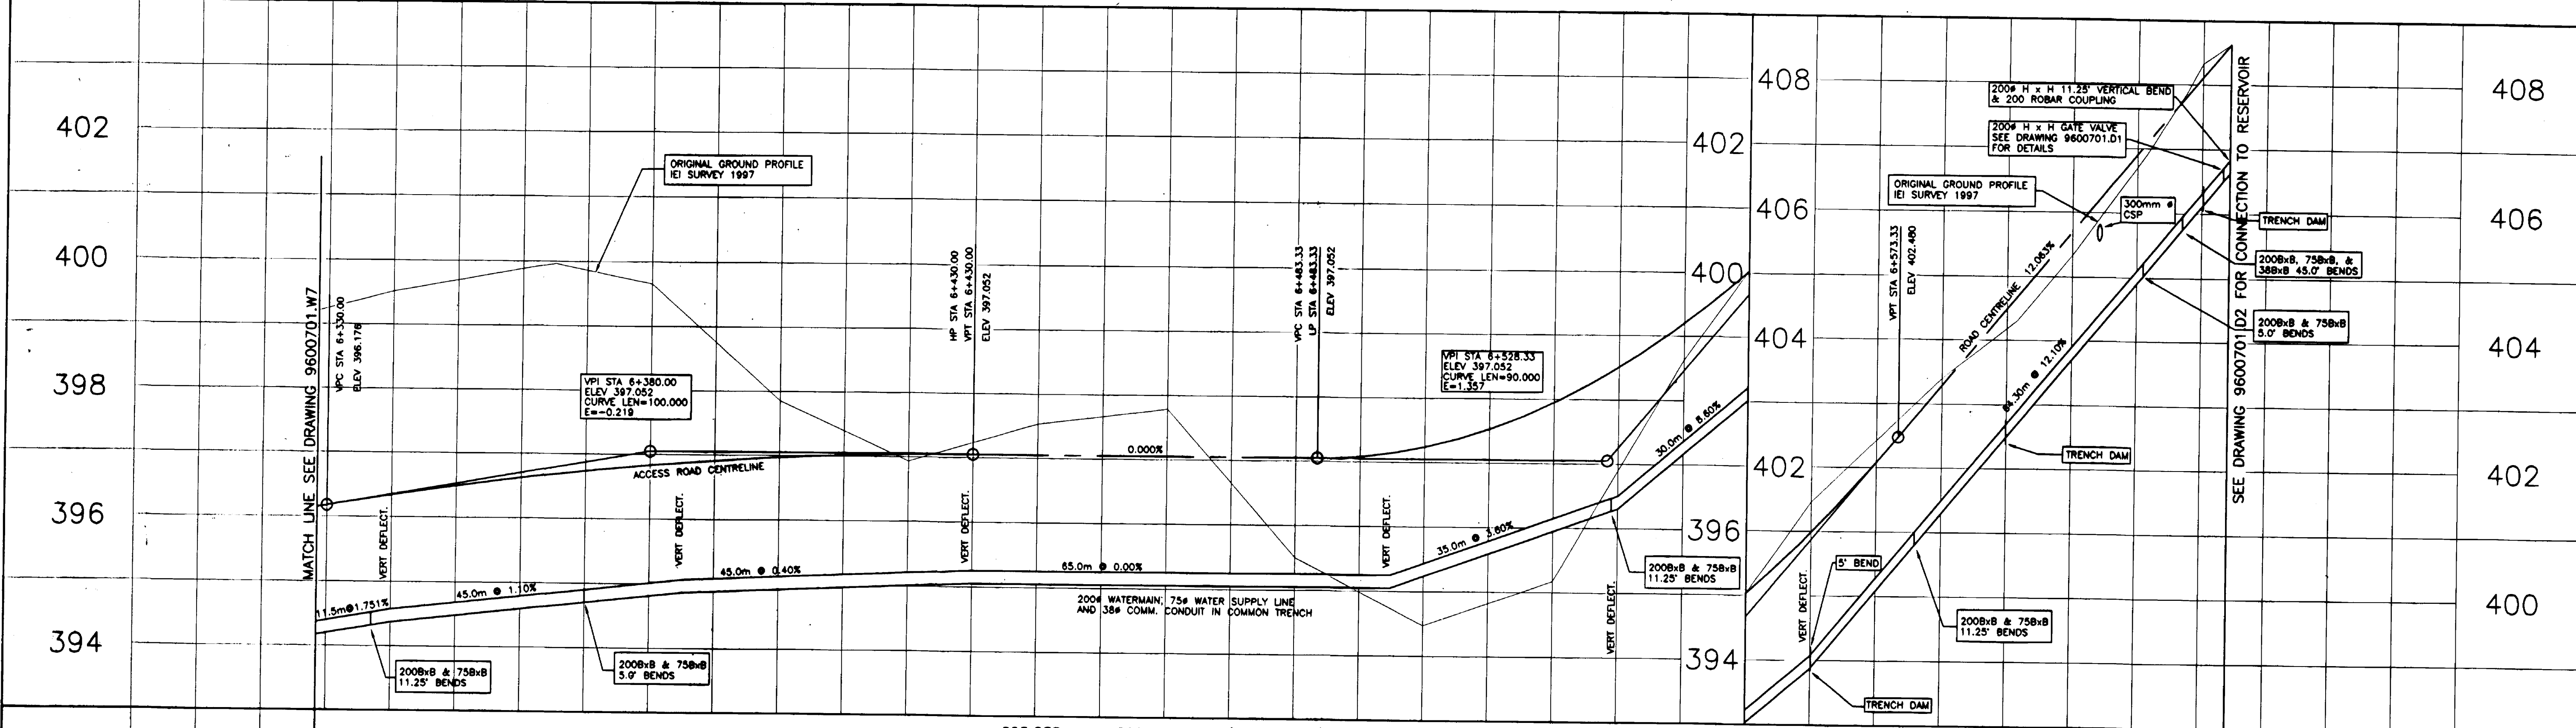 402
400
398
396
394
MATCH LINE SEE DRAWING 9600701.W7
VPC STA 6+330.00
ELEV 396.176
ORIGINAL GROUND PROFILE
IEI SURVEY 1997
VPI STA 6+380.00
ELEV 397.052
CURVE LEN=100.000
E=-0.219
ACCESS ROAD CENTRELINE
HP STA 6+430.00
VPT STA 6+430.00
ELEV 397.052
0.000%
VPC STA 6+483.33
LP STA 6+483.33
ELEV 397.052
VPI STA 6+528.33
ELEV 397.052
CURVE LEN=90.000
E=1.357
VERT DEFLECT.
VERT DEFLECT.
VERT DEFLECT.
VERT DEFLECT.
VERT DEFLECT.
11.5m@1.751%
45.0m @ 1.10%
45.0m @ 0.40%
65.0m @ 0.00%
35.0m @ 3.60%
30.0m @ 5.60%
200ø WATERMAIN, 75ø WATER SUPPLY LINE
AND 38ø COMM. CONDUIT IN COMMON TRENCH
200BxB & 75BxB
11.25° BENDS
200BxB & 75BxB
5.0° BENDS
200BxB & 75BxB
11.25° BENDS
402
400
396
394
408
406
404
402
VPT STA 6+573.33
ELEV 402.480
ORIGINAL GROUND PROFILE
IEI SURVEY 1997
200ø H x H 11.25° VERTICAL BEND
& 200 ROBAR COUPLING
200ø H x H GATE VALVE
SEE DRAWING 9600701.D1
FOR DETAILS
300mm ø
CSP
ROAD CENTRELINE
12.063%
64.30m @ 12.10%
TRENCH DAM
200BxB, 75BxB, &
38BxB 45.0° BENDS
200BxB & 75BxB
5.0° BENDS
TRENCH DAM
200BxB & 75BxB
11.25° BENDS
5° BEND
VERT DEFLECT.
TRENCH DAM
SEE DRAWING 9600701.D2 FOR CONNECTION TO RESERVOIR
408
406
404
402
400